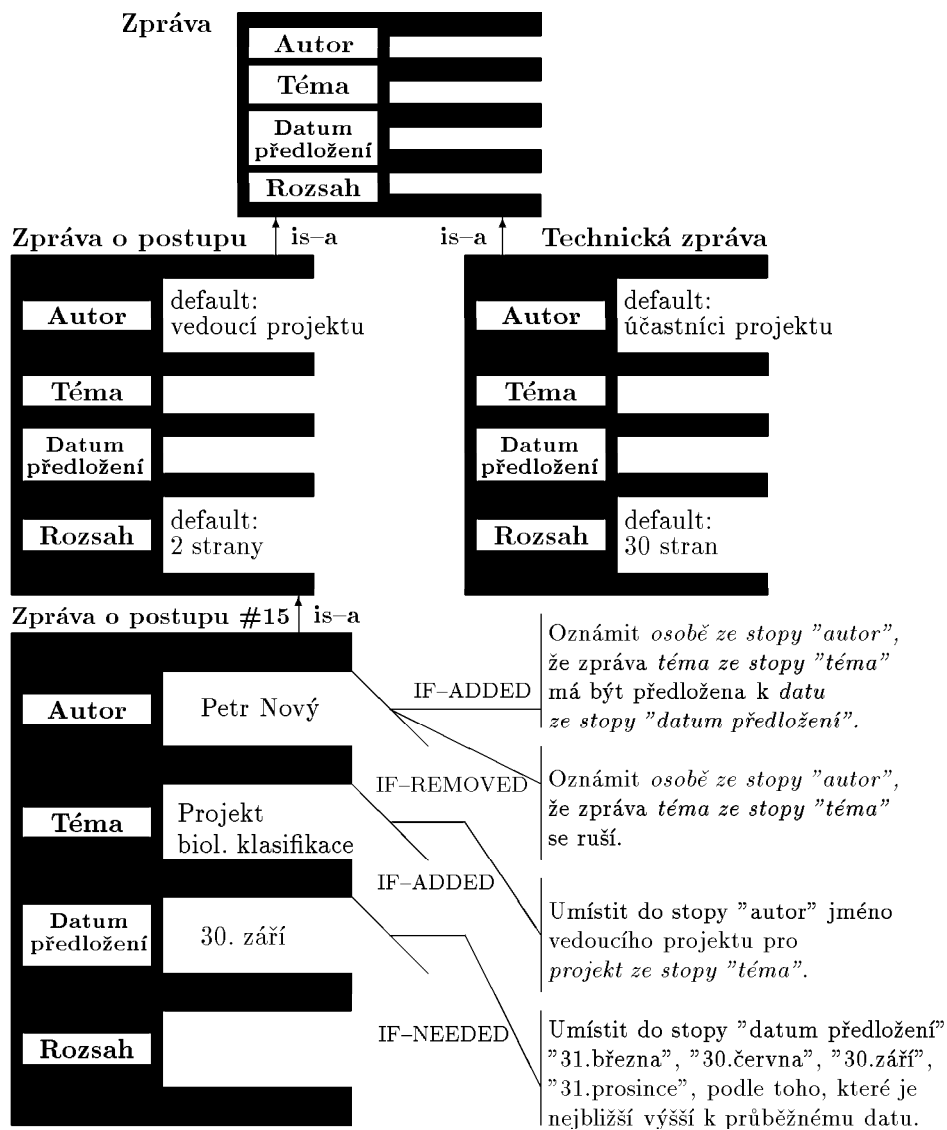 Zpráva
Autor
Téma
Datum
předložení
Rozsah
is–a
is–a
Zpráva o postupu
Autor
default:
vedoucí projektu
Téma
Datum
předložení
Rozsah
default:
2 strany
Technická zpráva
Autor
default:
účastníci projektu
Téma
Datum
předložení
Rozsah
default:
30 stran
is–a
Zpráva o postupu #15
Autor
Petr Nový
Téma
Projekt
biol. klasifikace
Datum
předložení
30. září
Rozsah
IF–ADDED
Oznámit osobě ze stopy ”autor”,
že zpráva téma ze stopy ”téma”
má být předložena k datu
ze stopy ”datum předložení”.
IF–REMOVED
Oznámit osobě ze stopy ”autor”,
že zpráva téma ze stopy ”téma”
se ruší.
IF–ADDED
Umístit do stopy ”autor” jméno
vedoucího projektu pro
projekt ze stopy ”téma”.
IF–NEEDED
Umístit do stopy ”datum předložení”
”31.března”, ”30.června”, ”30.září”,
”31.prosince”, podle toho, které je
nejbližší výšší k průběžnému datu.